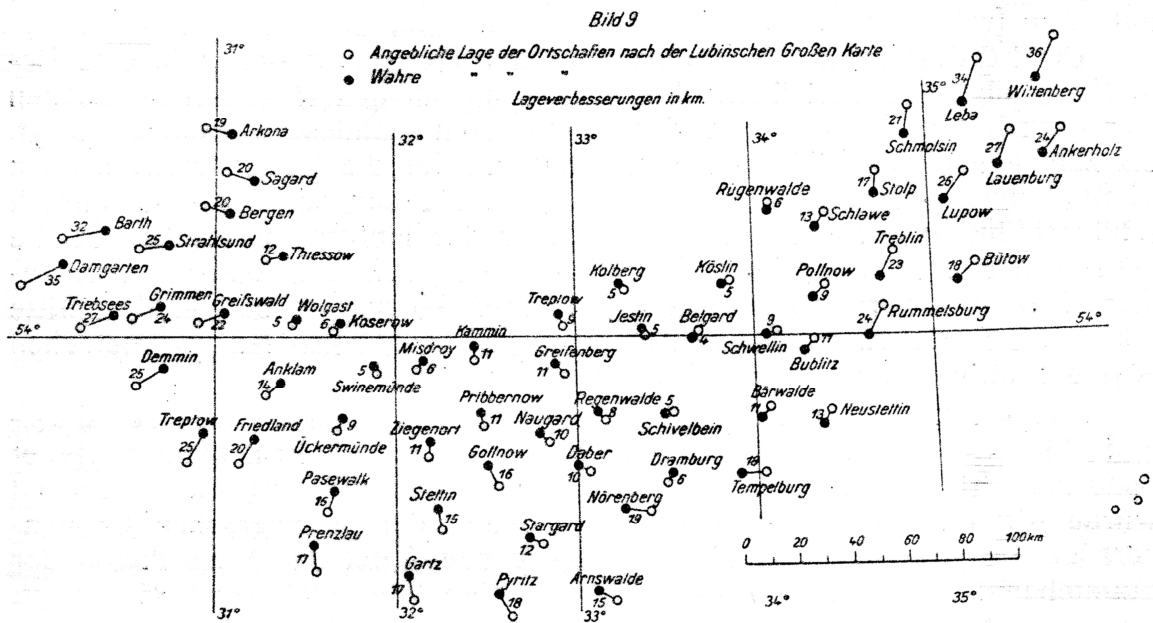 Bild 9
○ Angebliche Lage der Ortschaften nach der Lubinschen Großen Karte
● Wahre " " "
Lageverbesserungen in km.
31°
32°
33°
34°
35°
36
Wittenberg
34
Leba
21
Schmolsin
27
Lauenburg
24
Ankerholz
19
Arkona
20
Sagard
20
Bergen
17
Stolp
26
Lupow
Rügenwalde
6
13
Schlawe
32
Barth
25
Stralsund
12
Thiessow
Treblin
23
18
Bütow
35
Damgarten
Kolberg
5
Köslin
5
Pollnow
9
Triebsees
27
Grimmen
24
Greifswald
22
Wolgast
5
6
Koserow
Treptow
9
Jeshn
5
Belgard
4
9
Schwellin
11
Bublitz
24
Rummelsburg
54°
54°
Kammin
11
Demmin
25
Anklam
14
5
Swinemünde
Misdroy
6
Greifenberg
11
Bärwalde
11
13
Neustettin
Treptow
25
Friedland
20
9
Ückermünde
Ziegenort
11
Pribbernow
11
Naugard
10
Regenwalde
8
5
Schivelbein
Gollnow
16
Daber
10
Dramburg
6
18
Tempelburg
Pasewalk
15
Stettin
15
Nörenberg
19
Stargard
12
Prenzlau
17
Gartz
17
Pyritz
18
Arnswalde
15
0 20 40 60 80 100 km
31°
32°
33°
34°
35°